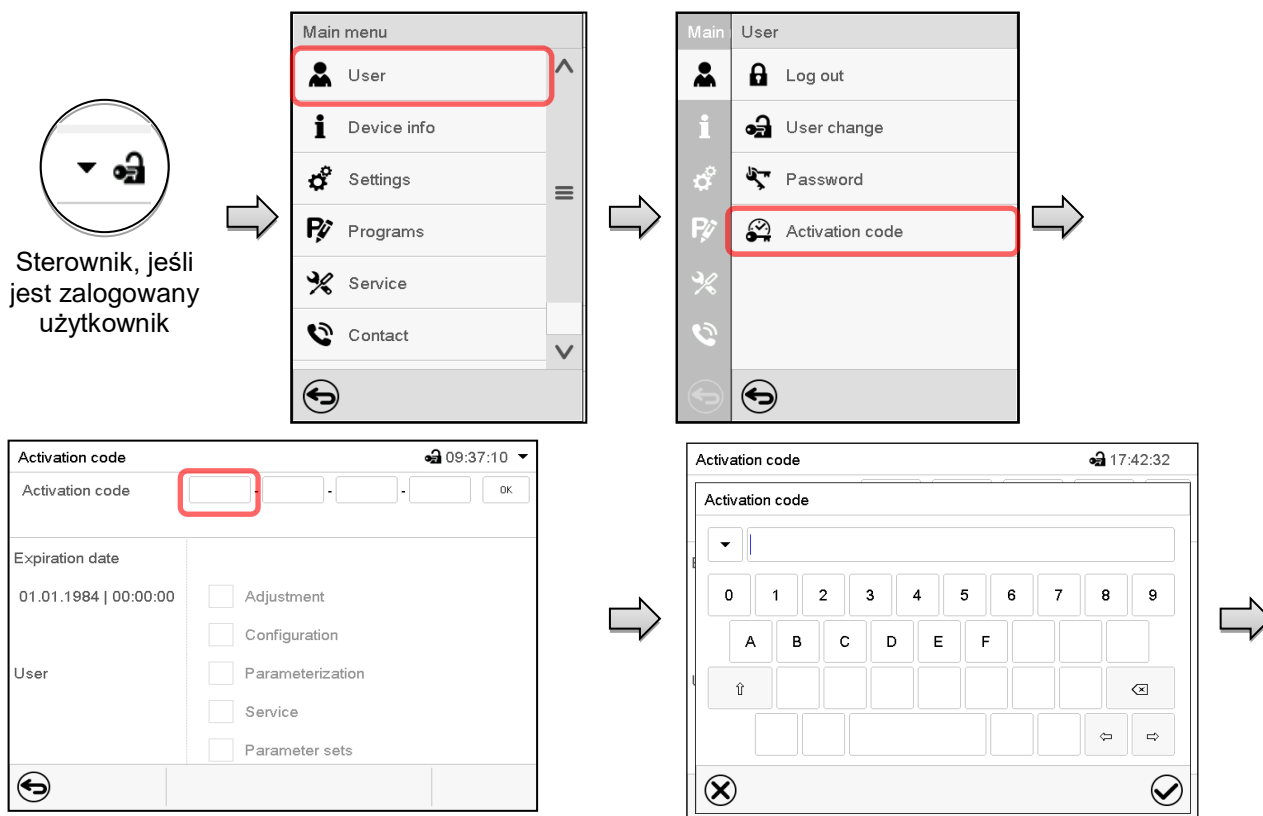 Sterownik, jeśli
jest zalogowany
użytkownik
Main menu
User
Device info
Settings
Programs
Service
Contact
Main
User
Log out
User change
Password
Activation code
Activation code
09:37:10
Activation code
- - -
OK
Expiration date
01.01.1984 | 00:00:00
Adjustment
Configuration
User
Parameterization
Service
Parameter sets
Activation code
17:42:32
Activation code
0 1 2 3 4 5 6 7 8 9
A B C D E F